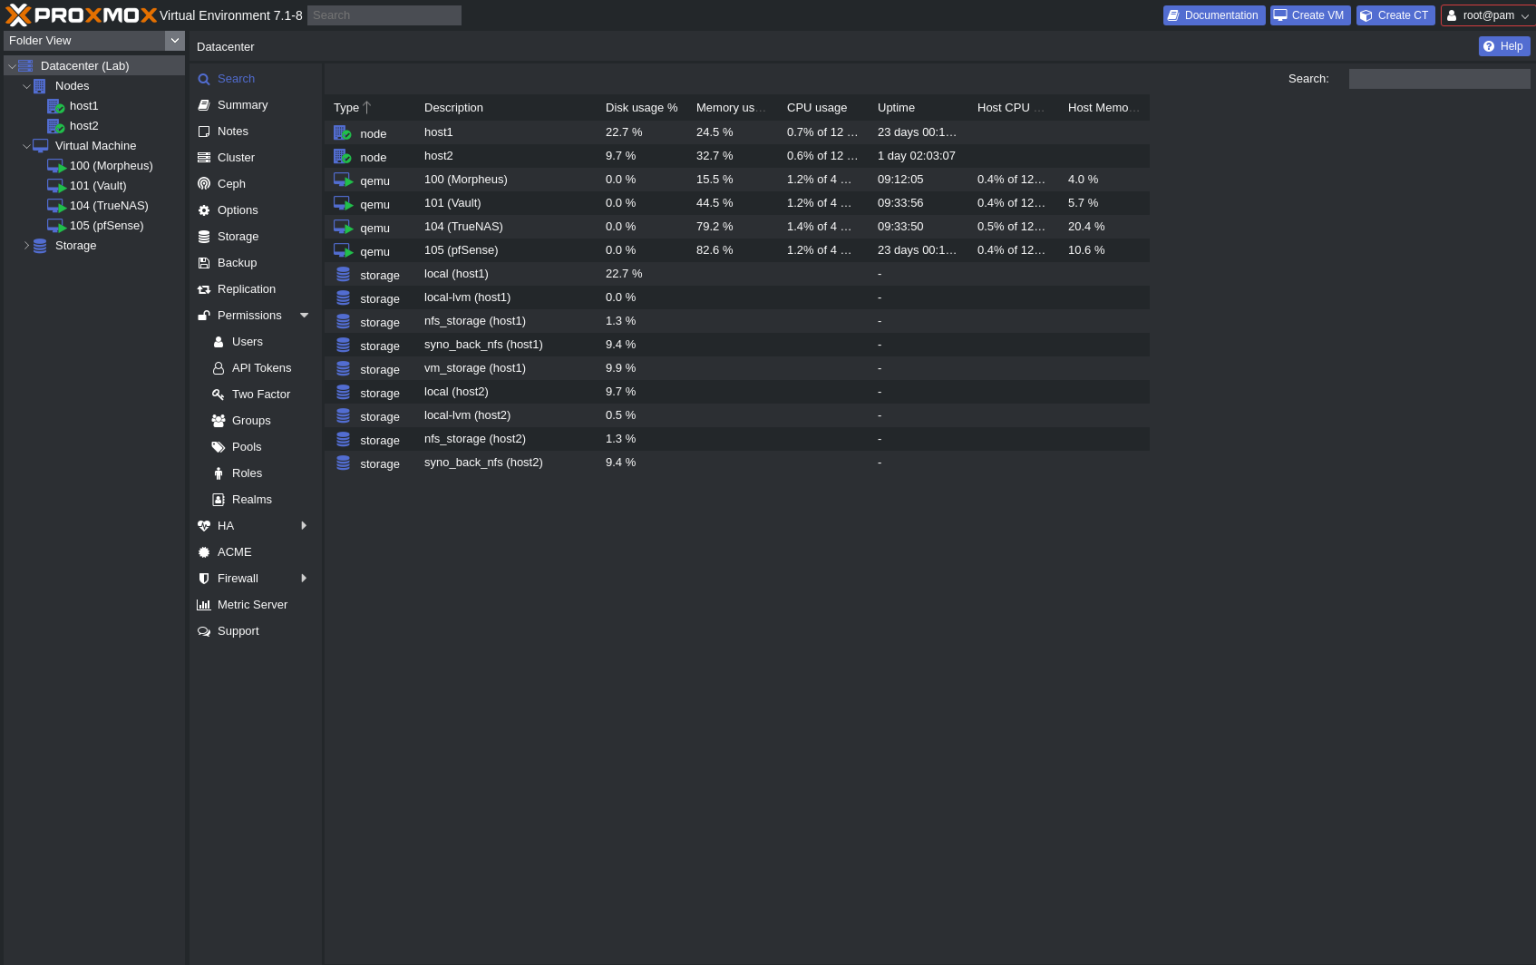 PROXMOX Virtual Environment 7.1-8 Search Documentation Create VM Create CT root@pam
Folder View
Datacenter Help
Datacenter (Lab)
Nodes
host1
host2
Virtual Machine
100 (Morpheus)
101 (Vault)
104 (TrueNAS)
105 (pfSense)
Storage
Search
Summary
Notes
Cluster
Ceph
Options
Storage
Backup
Replication
Permissions
Users
API Tokens
Two Factor
Groups
Pools
Roles
Realms
HA
ACME
Firewall
Metric Server
Support
Search:
Type Description Disk usage % Memory us... CPU usage Uptime Host CPU ... Host Memo...
node host1 22.7 % 24.5 % 0.7% of 12 ... 23 days 00:1...
node host2 9.7 % 32.7 % 0.6% of 12 ... 1 day 02:03:07
qemu 100 (Morpheus) 0.0 % 15.5 % 1.2% of 4 ... 09:12:05 0.4% of 12... 4.0 %
qemu 101 (Vault) 0.0 % 44.5 % 1.2% of 4 ... 09:33:56 0.4% of 12... 5.7 %
qemu 104 (TrueNAS) 0.0 % 79.2 % 1.4% of 4 ... 09:33:50 0.5% of 12... 20.4 %
qemu 105 (pfSense) 0.0 % 82.6 % 1.2% of 4 ... 23 days 00:1... 0.4% of 12... 10.6 %
storage local (host1) 22.7 % -
storage local-lvm (host1) 0.0 % -
storage nfs_storage (host1) 1.3 % -
storage syno_back_nfs (host1) 9.4 % -
storage vm_storage (host1) 9.9 % -
storage local (host2) 9.7 % -
storage local-lvm (host2) 0.5 % -
storage nfs_storage (host2) 1.3 % -
storage syno_back_nfs (host2) 9.4 % -